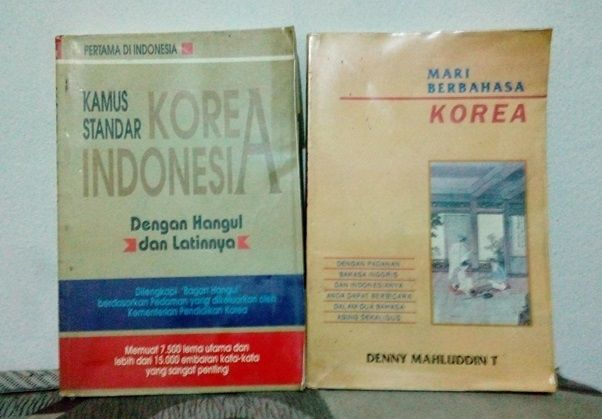 PERTAMA DI INDONESIA
KAMUS
STANDAR
KOREA
INDONESIA
Dengan Hangul
dan Latinnya
Dilengkapi "Bagan Hangul"
berdasarkan Pedoman yang dikeluarkan oleh
Kementerian Pendidikan Korea
Memuat 7.500 lema utama dan
lebih dari 15.000 embaran kata-kata
yang sangat penting
MARI
BERBAHASA
KOREA
DENGAN PADANAN
BAHASA INGGRIS
DAN INDONESIANYA
ANDA DAPAT BERBICARA
DALAM DUA BAHASA
ASING SEKALIGUS
DENNY MAHLUDDIN T